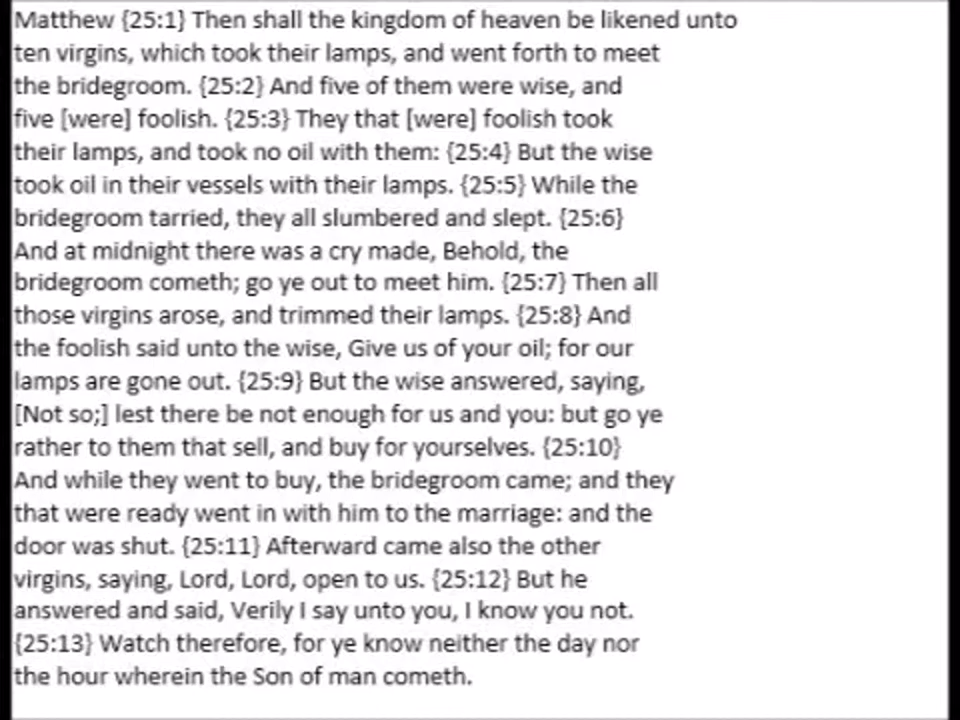 Matthew {25:1} Then shall the kingdom of heaven be likened unto
ten virgins, which took their lamps, and went forth to meet
the bridegroom. {25:2} And five of them were wise, and
five [were] foolish. {25:3} They that [were] foolish took
their lamps, and took no oil with them: {25:4} But the wise
took oil in their vessels with their lamps. {25:5} While the
bridegroom tarried, they all slumbered and slept. {25:6}
And at midnight there was a cry made, Behold, the
bridegroom cometh; go ye out to meet him. {25:7} Then all
those virgins arose, and trimmed their lamps. {25:8} And
the foolish said unto the wise, Give us of your oil; for our
lamps are gone out. {25:9} But the wise answered, saying,
[Not so;] lest there be not enough for us and you: but go ye
rather to them that sell, and buy for yourselves. {25:10}
And while they went to buy, the bridegroom came; and they
that were ready went in with him to the marriage: and the
door was shut. {25:11} Afterward came also the other
virgins, saying, Lord, Lord, open to us. {25:12} But he
answered and said, Verily I say unto you, I know you not.
{25:13} Watch therefore, for ye know neither the day nor
the hour wherein the Son of man cometh.